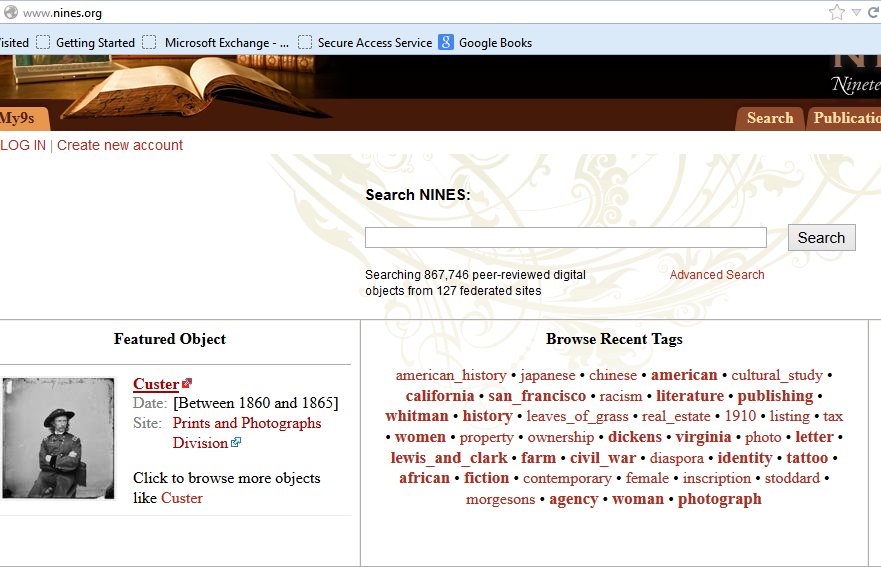 www.nines.org
isited Getting Started Microsoft Exchange - ... Secure Access Service Google Books
Ninete
My9s Search Publicatio
LOG IN | Create new account
Search NINES:
Search
Searching 867,746 peer-reviewed digital Advanced Search
objects from 127 federated sites
Featured Object
Custer
Date: [Between 1860 and 1865]
Site: Prints and Photographs
Division
Click to browse more objects
like Custer
Browse Recent Tags
american_history • japanese • chinese • american • cultural_study •
california • san_francisco • racism • literature • publishing •
whitman • history • leaves_of_grass • real_estate • 1910 • listing • tax
• women • property • ownership • dickens • virginia • photo • letter •
lewis_and_clark • farm • civil_war • diaspora • identity • tattoo •
african • fiction • contemporary • female • inscription • stoddard •
morgesons • agency • woman • photograph